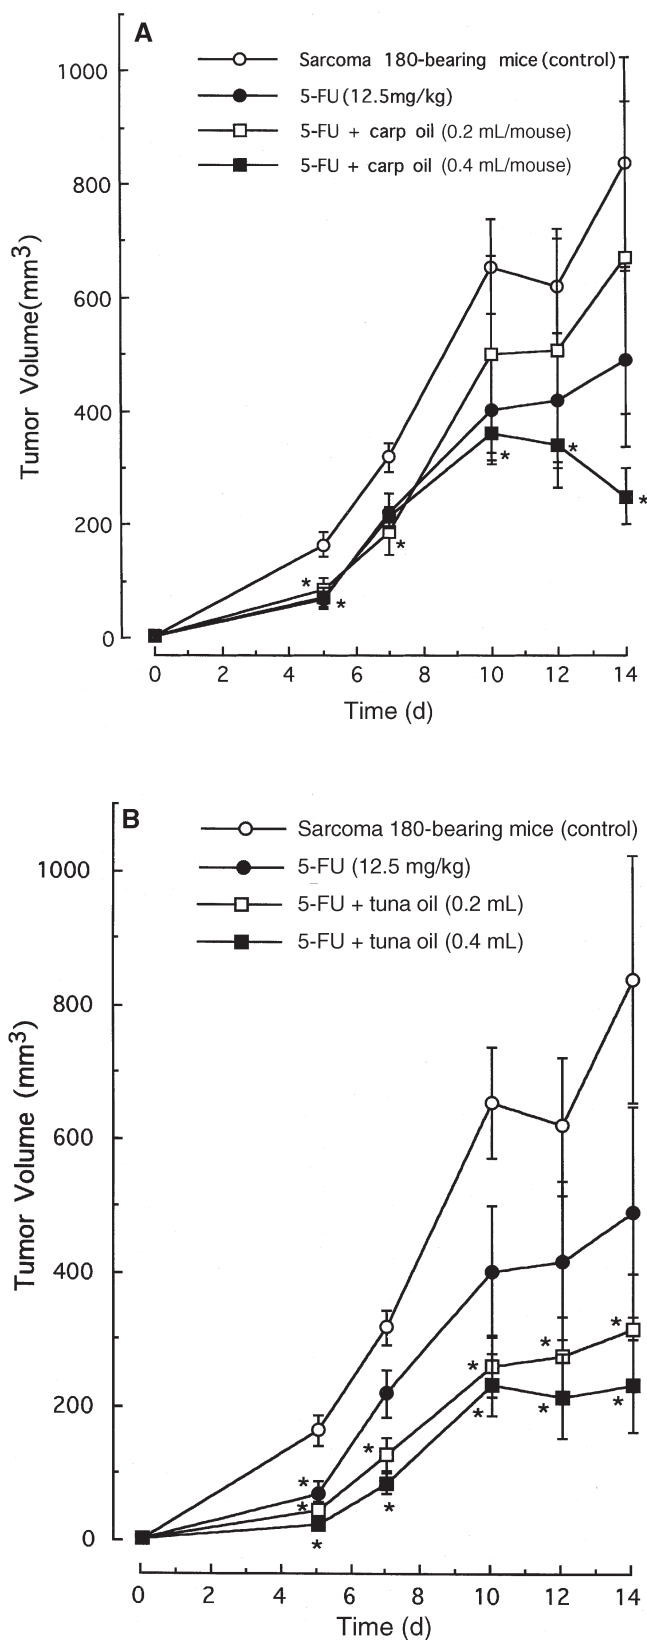 A
Sarcoma 180-bearing mice (control)
5-FU (12.5mg/kg)
5-FU + carp oil (0.2 mL/mouse)
5-FU + carp oil (0.4 mL/mouse)
1000
800
600
400
200
0
Tumor Volume(mm³)
* * * * * *
0 2 4 6 8 10 12 14
Time (d)
B
Sarcoma 180-bearing mice (control)
5-FU (12.5 mg/kg)
5-FU + tuna oil (0.2 mL)
5-FU + tuna oil (0.4 mL)
1000
800
600
400
200
0
Tumor Volume (mm³)
* * * * * * * * * * *
0 2 4 6 8 10 12 14
Time (d)